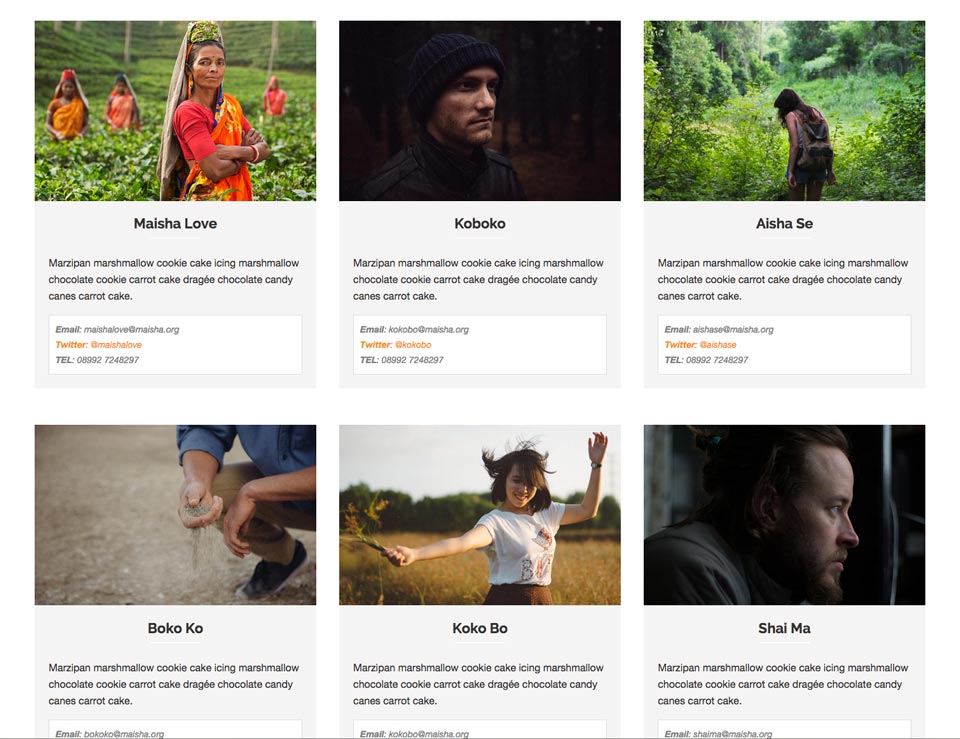 Maisha Love
Marzipan marshmallow cookie cake icing marshmallow
chocolate cookie carrot cake dragée chocolate candy
canes carrot cake.
Email: maishalove@maisha.org
Twitter: @maishalove
TEL: 08992 7248297
Koboko
Marzipan marshmallow cookie cake icing marshmallow
chocolate cookie carrot cake dragée chocolate candy
canes carrot cake.
Email: kokobo@maisha.org
Twitter: @kokobo
TEL: 08992 7248297
Aisha Se
Marzipan marshmallow cookie cake icing marshmallow
chocolate cookie carrot cake dragée chocolate candy
canes carrot cake.
Email: aishase@maisha.org
Twitter: @aishase
TEL: 08992 7248297
Boko Ko
Marzipan marshmallow cookie cake icing marshmallow
chocolate cookie carrot cake dragée chocolate candy
canes carrot cake.
Email: bokoko@maisha.org
Koko Bo
Marzipan marshmallow cookie cake icing marshmallow
chocolate cookie carrot cake dragée chocolate candy
canes carrot cake.
Email: kokobo@maisha.org
Shai Ma
Marzipan marshmallow cookie cake icing marshmallow
chocolate cookie carrot cake dragée chocolate candy
canes carrot cake.
Email: shaima@maisha.org